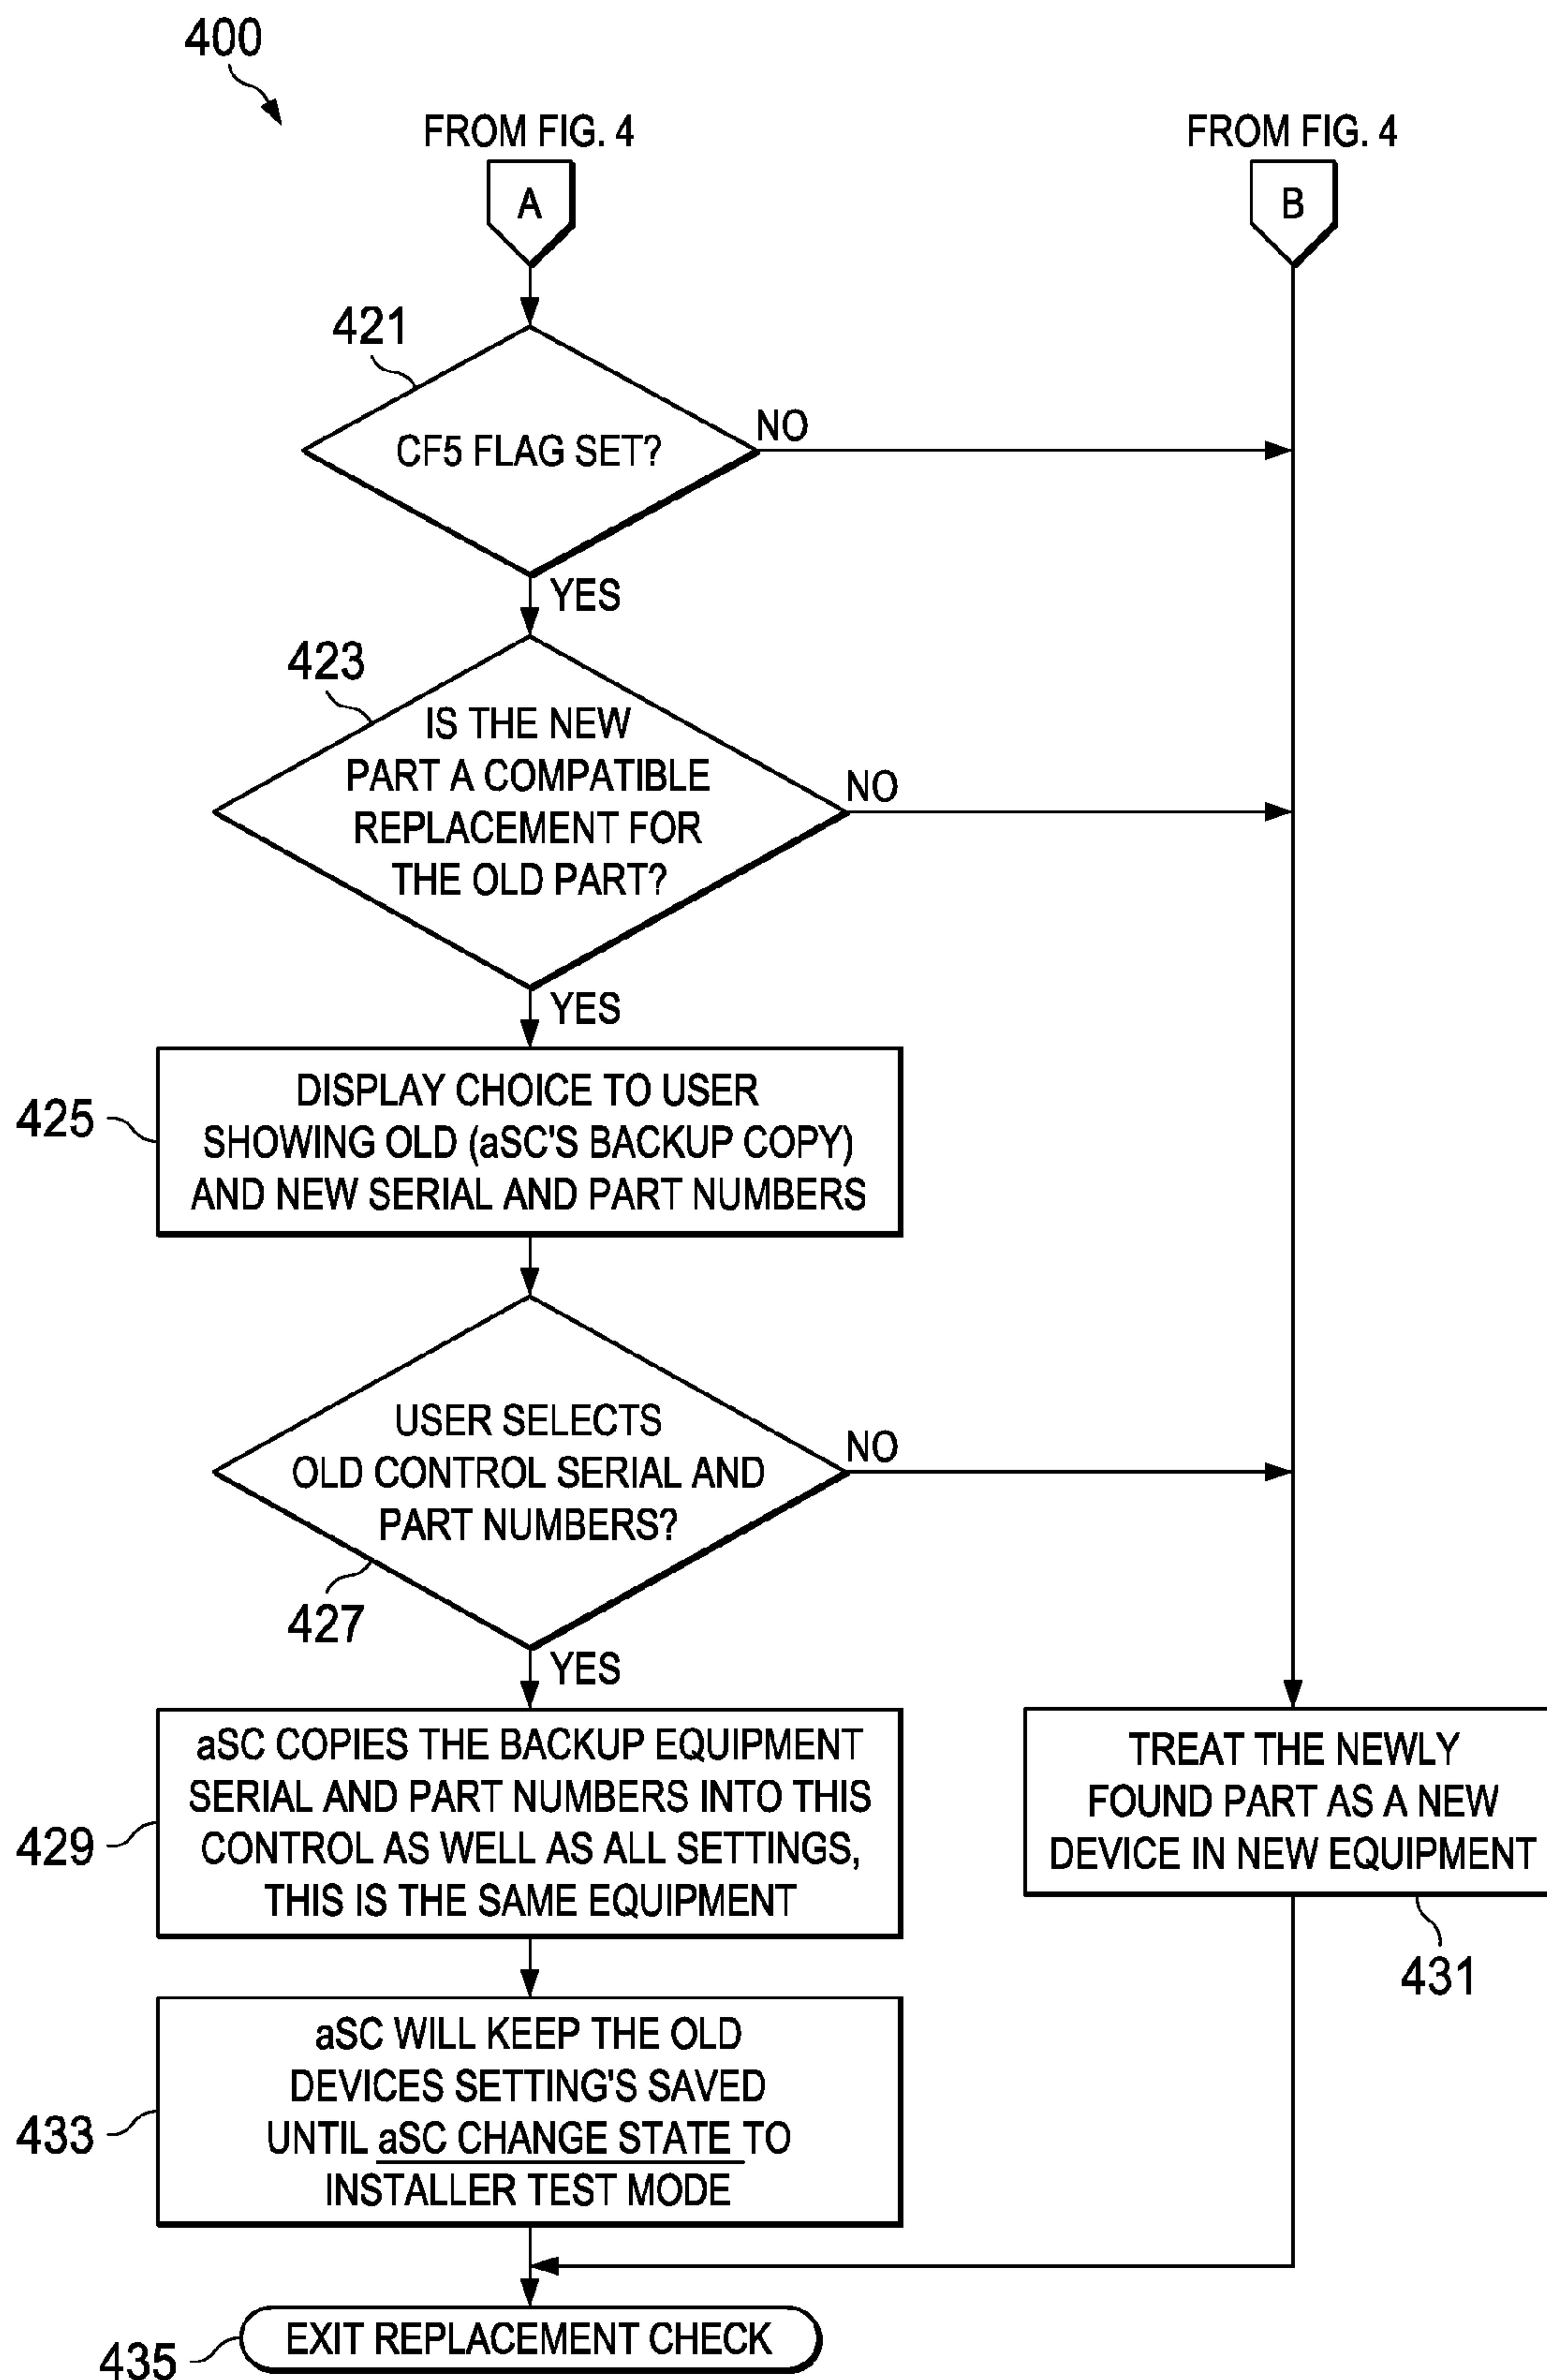 400
FROM FIG. 4
A
FROM FIG. 4
B
421
CF5 FLAG SET?
NO
YES
423
IS THE NEW
PART A COMPATIBLE
REPLACEMENT FOR
THE OLD PART?
NO
YES
425
DISPLAY CHOICE TO USER
SHOWING OLD (aSC'S BACKUP COPY)
AND NEW SERIAL AND PART NUMBERS
USER SELECTS
OLD CONTROL SERIAL AND
PART NUMBERS?
NO
427
YES
429
aSC COPIES THE BACKUP EQUIPMENT
SERIAL AND PART NUMBERS INTO THIS
CONTROL AS WELL AS ALL SETTINGS,
THIS IS THE SAME EQUIPMENT
TREAT THE NEWLY
FOUND PART AS A NEW
DEVICE IN NEW EQUIPMENT
431
433
aSC WILL KEEP THE OLD
DEVICES SETTING'S SAVED
UNTIL aSC CHANGE STATE TO
INSTALLER TEST MODE
435
EXIT REPLACEMENT CHECK